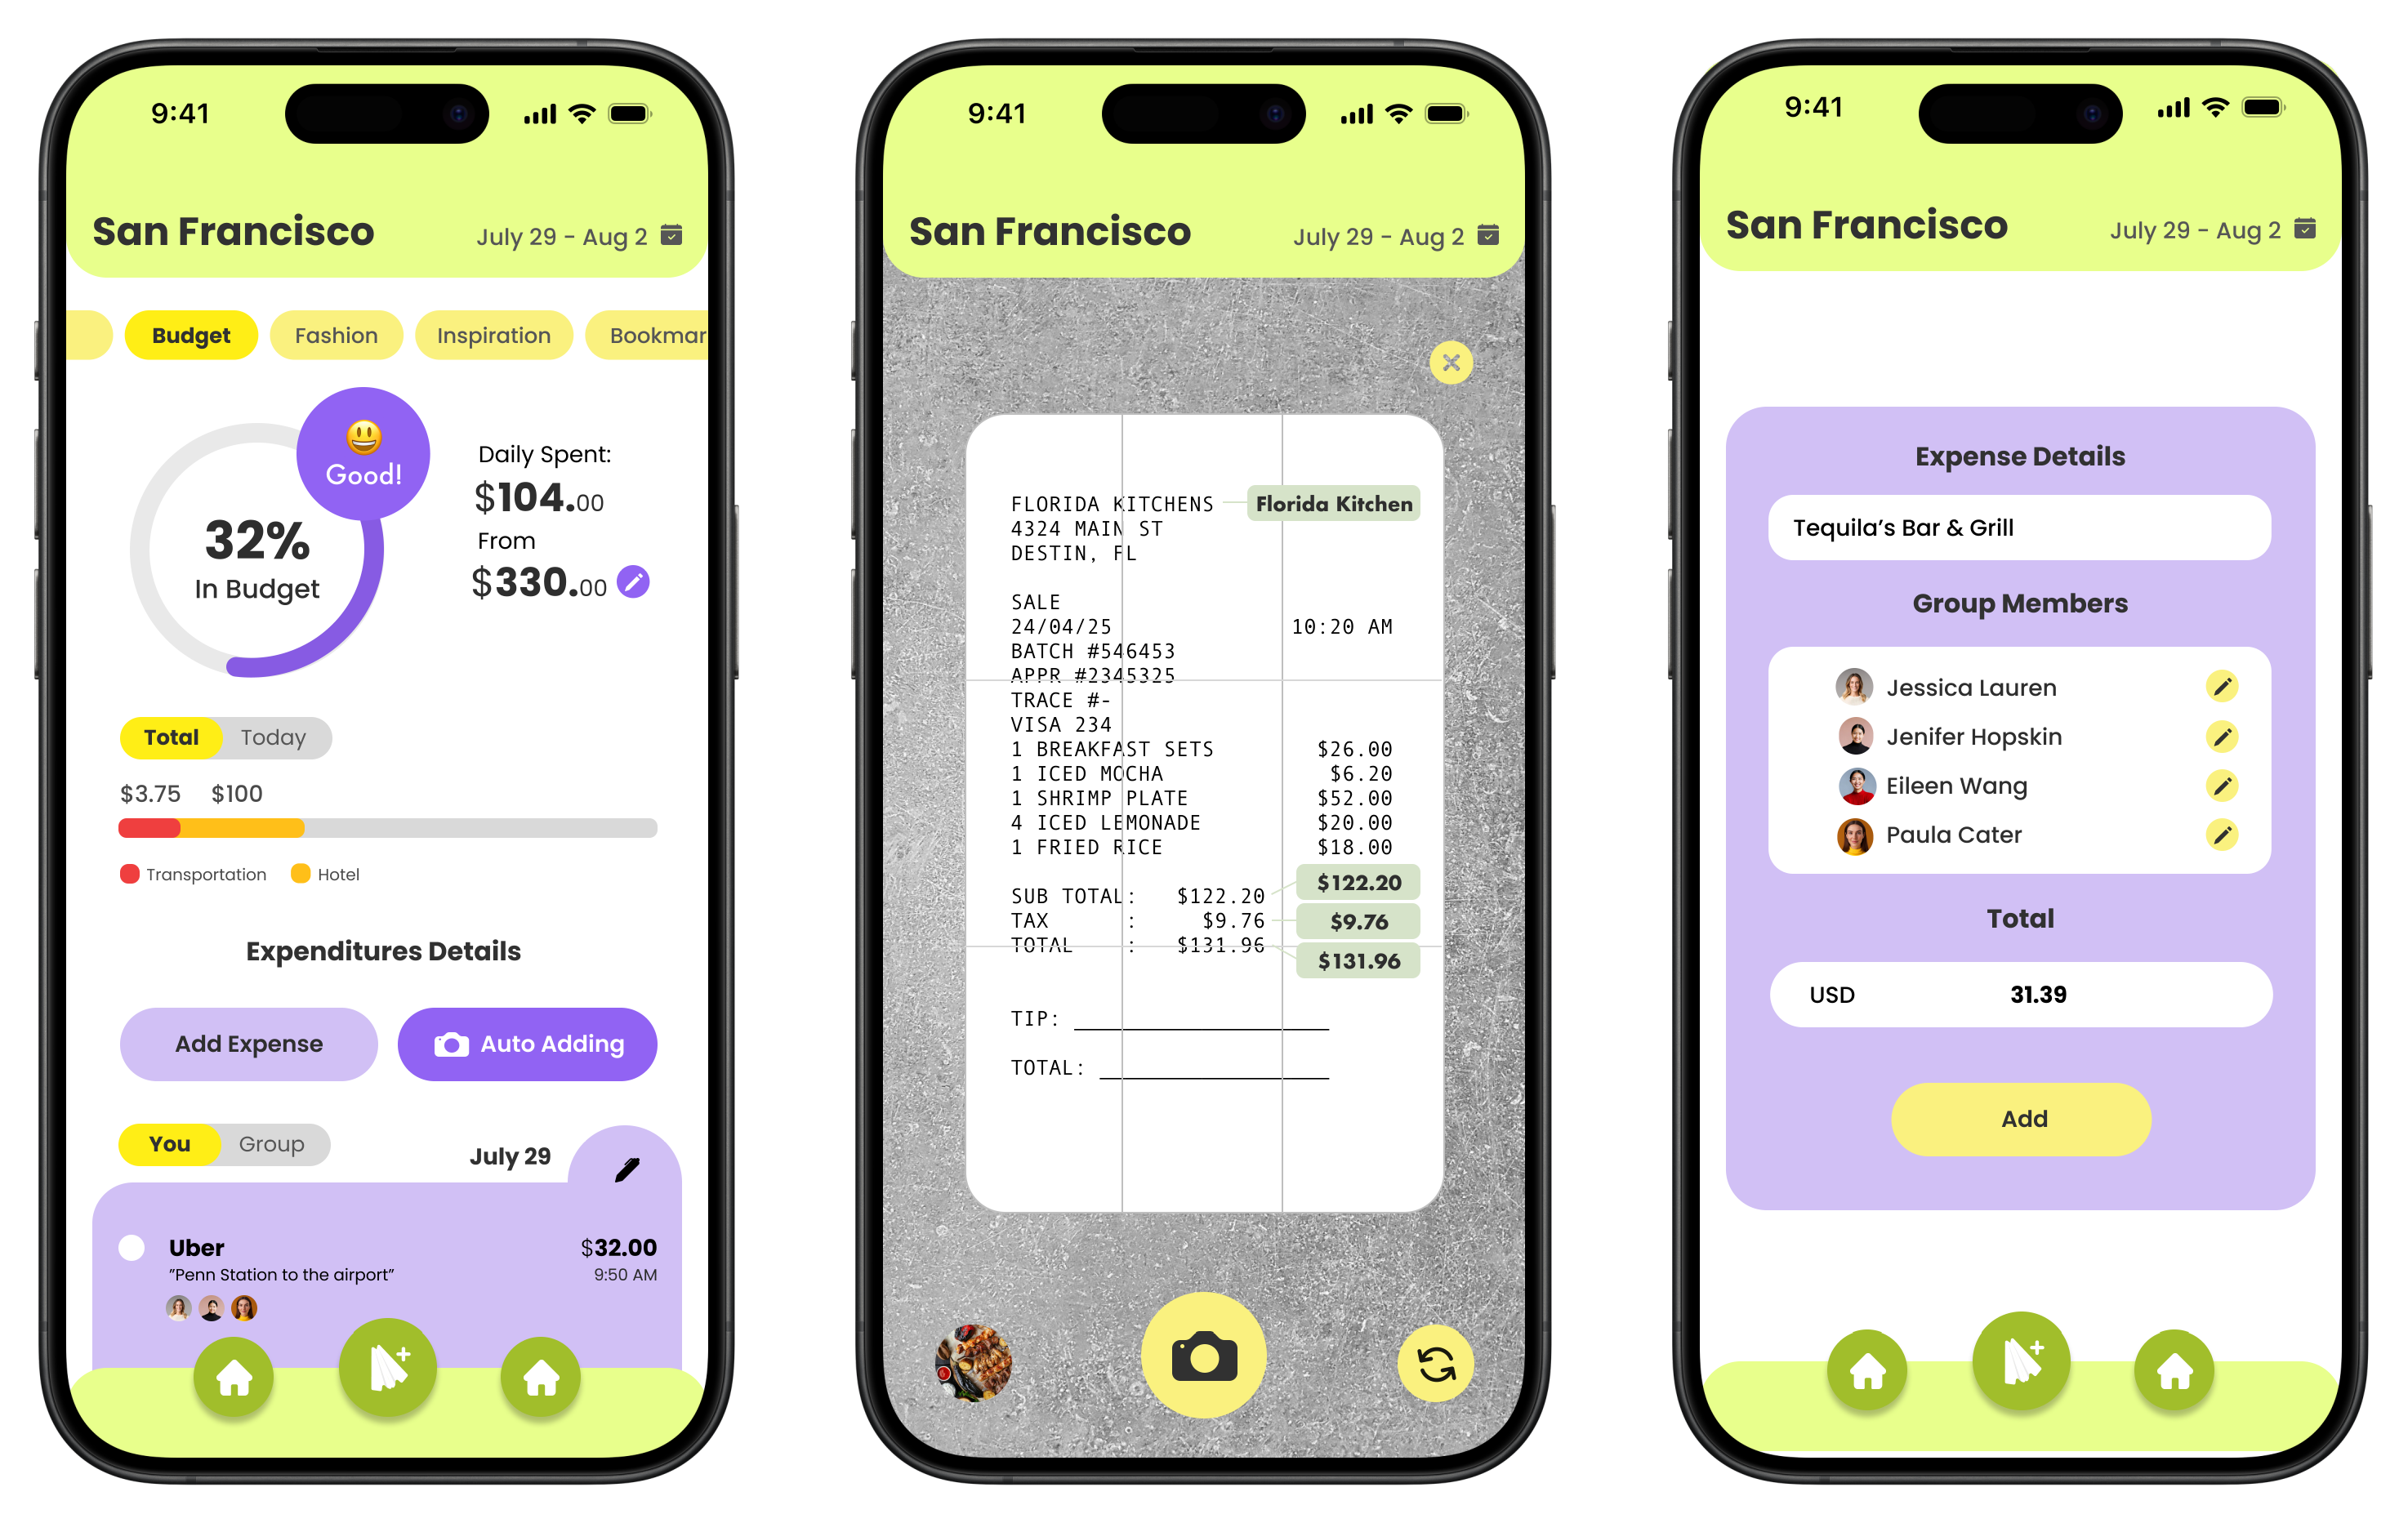 9:41
San Francisco
July 29 - Aug 2
Budget
Fashion
Inspiration
Bookmar
😃
Good!
32%
In Budget
Daily Spent:
$104.00
From
$330.00
Total
Today
$3.75
$100
Transportation
Hotel
Expenditures Details
Add Expense
Auto Adding
You
Group
July 29
Uber
$32.00
"Penn Station to the airport"
9:50 AM
9:41
San Francisco
July 29 - Aug 2
FLORIDA KITCHENS
Florida Kitchen
4324 MAIN ST
DESTIN, FL
SALE
24/04/25 10:20 AM
BATCH #546453
APPR #2345325
TRACE #-
VISA 234
1 BREAKFAST SETS $26.00
1 ICED MOCHA $6.20
1 SHRIMP PLATE $52.00
4 ICED LEMONADE $20.00
1 FRIED RICE $18.00
SUB TOTAL: $122.20
$122.20
TAX : $9.76
$9.76
TOTAL : $131.96
$131.96
TIP:
TOTAL:
9:41
San Francisco
July 29 - Aug 2
Expense Details
Tequila's Bar & Grill
Group Members
Jessica Lauren
Jenifer Hopskin
Eileen Wang
Paula Cater
Total
USD 31.39
Add